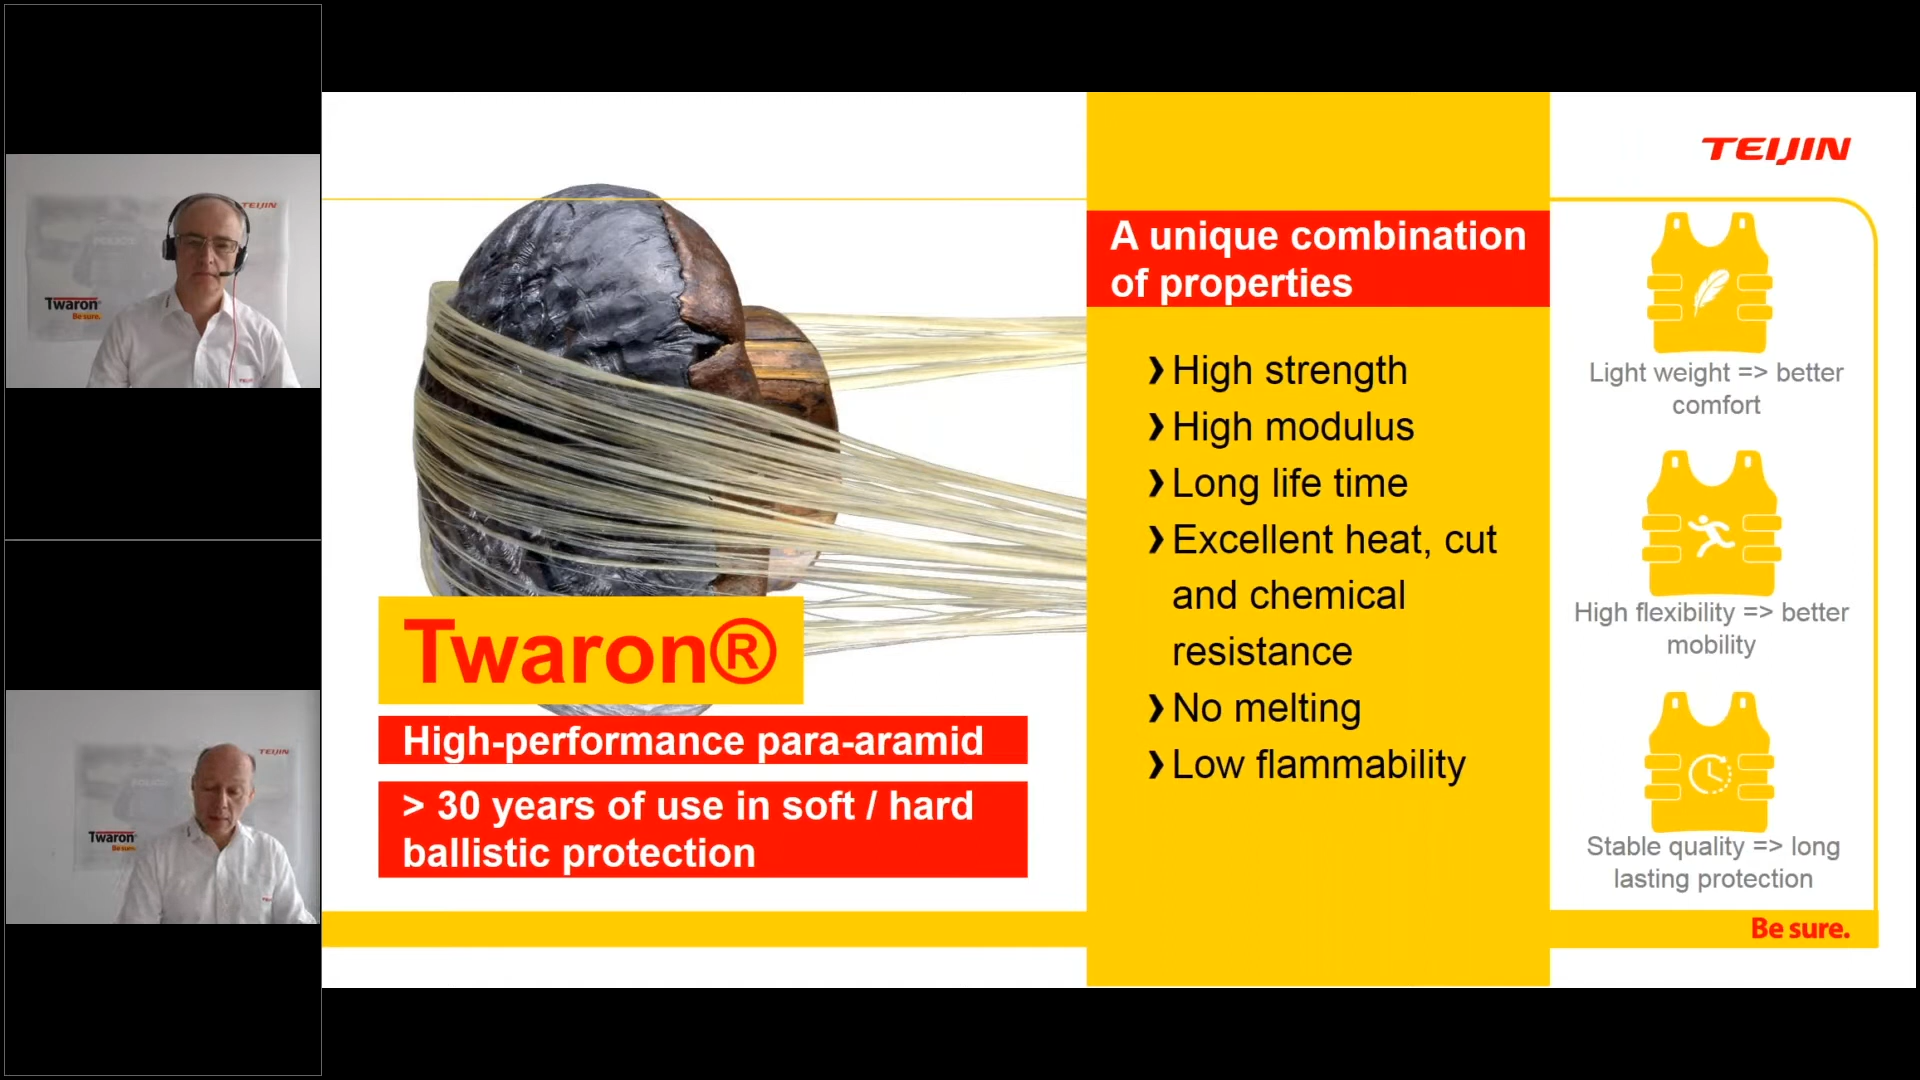 TEIJIN
Twaron
Be sure.
TEIJIN
Twaron
Be sure.
TEIJIN
A unique combination
of properties
❯ High strength
❯ High modulus
❯ Long life time
❯ Excellent heat, cut
and chemical
resistance
❯ No melting
❯ Low flammability
Twaron®
High-performance para-aramid
> 30 years of use in soft / hard
ballistic protection
Light weight => better
comfort
High flexibility => better
mobility
Stable quality => long
lasting protection
Be sure.